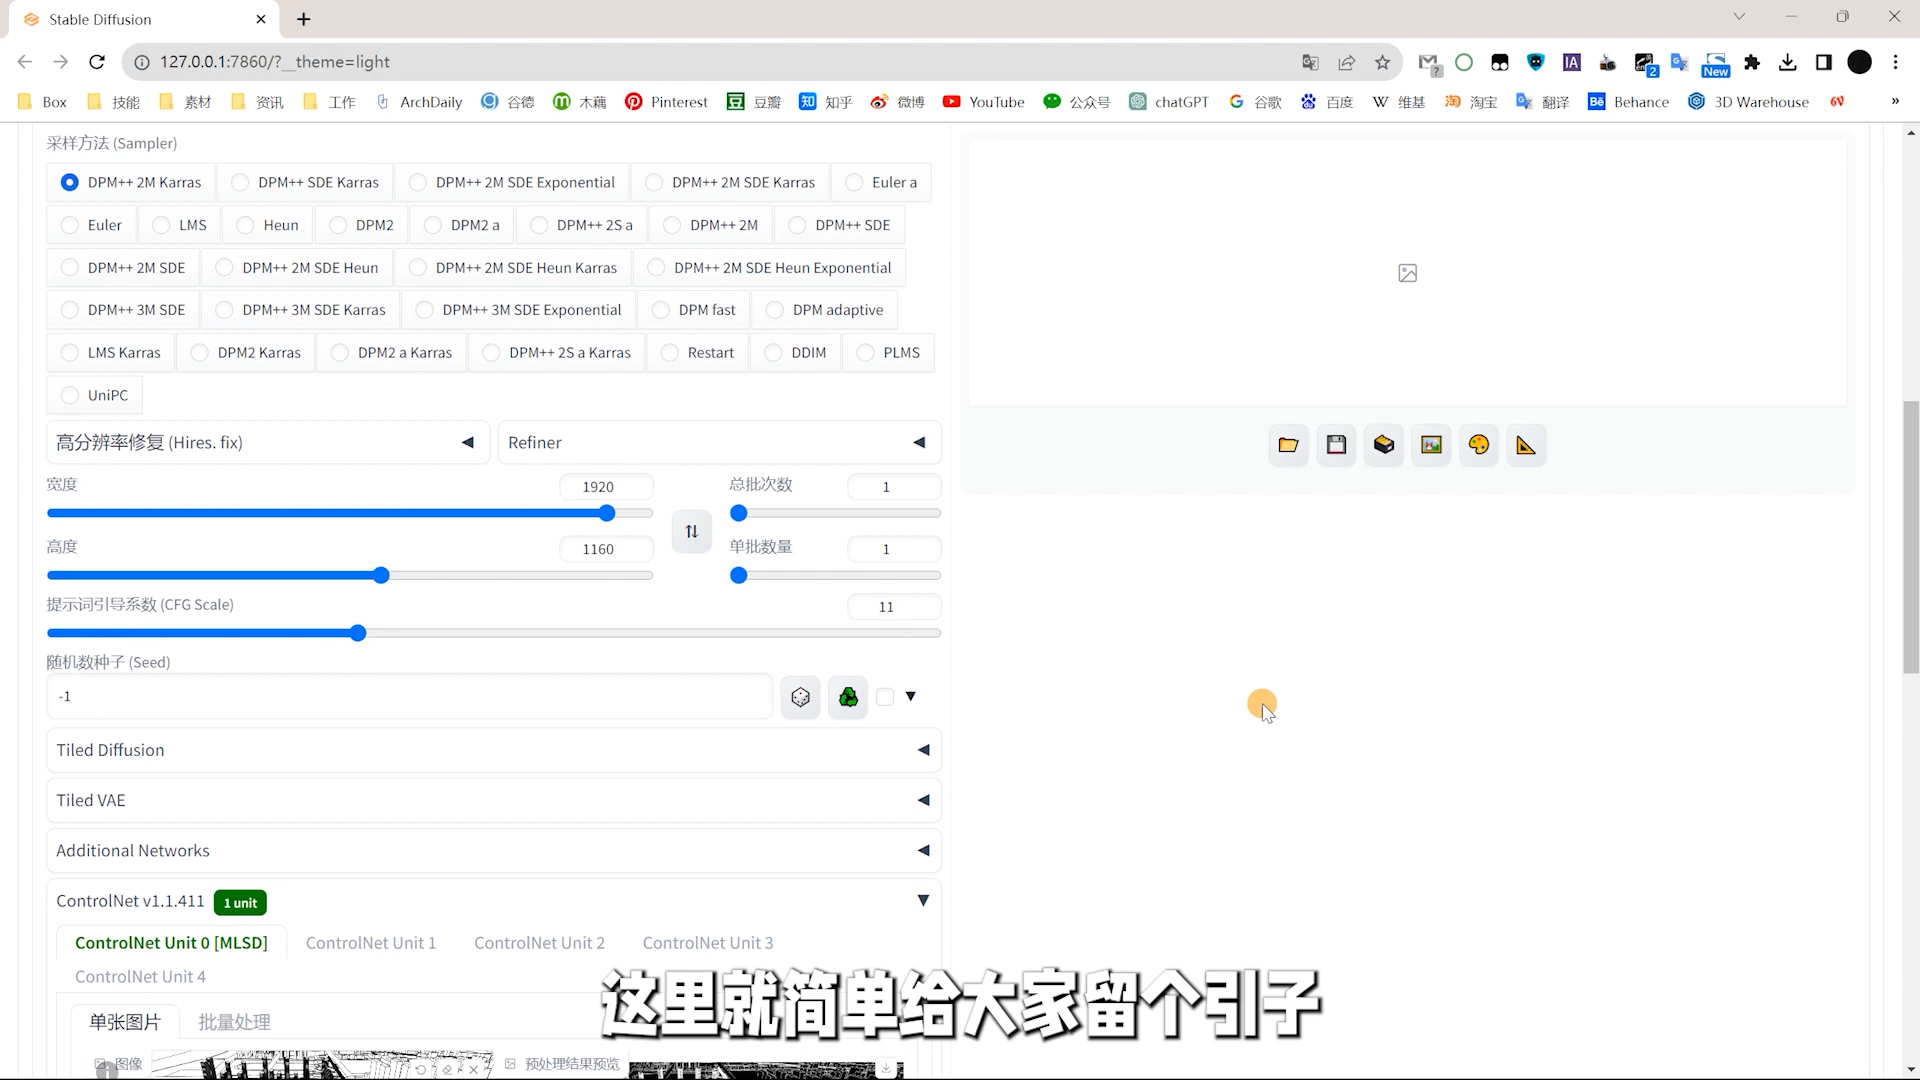 Stable Diffusion
127.0.0.1:7860/?__theme=light
Box 技能 素材 资讯 工作 ArchDaily 谷德 木藕 Pinterest 豆瓣 知乎 微博 YouTube 公众号 chatGPT 谷歌 百度 维基 淘宝 翻译 Behance 3D Warehouse
采样方法 (Sampler)
DPM++ 2M Karras DPM++ SDE Karras DPM++ 2M SDE Exponential DPM++ 2M SDE Karras Euler a
Euler LMS Heun DPM2 DPM2 a DPM++ 2S a DPM++ 2M DPM++ SDE
DPM++ 2M SDE DPM++ 2M SDE Heun DPM++ 2M SDE Heun Karras DPM++ 2M SDE Heun Exponential
DPM++ 3M SDE DPM++ 3M SDE Karras DPM++ 3M SDE Exponential DPM fast DPM adaptive
LMS Karras DPM2 Karras DPM2 a Karras DPM++ 2S a Karras Restart DDIM PLMS
UniPC
高分辨率修复 (Hires. fix) Refiner
宽度 1920 总批次数 1
高度 1160 单批数量 1
提示词引导系数 (CFG Scale) 11
随机数种子 (Seed)
-1
Tiled Diffusion
Tiled VAE
Additional Networks
ControlNet v1.1.411 1 unit
ControlNet Unit 0 [MLSD] ControlNet Unit 1 ControlNet Unit 2 ControlNet Unit 3
ControlNet Unit 4
这里就简单给大家留个引子
单张图片 批量处理
图像 预处理结果预览